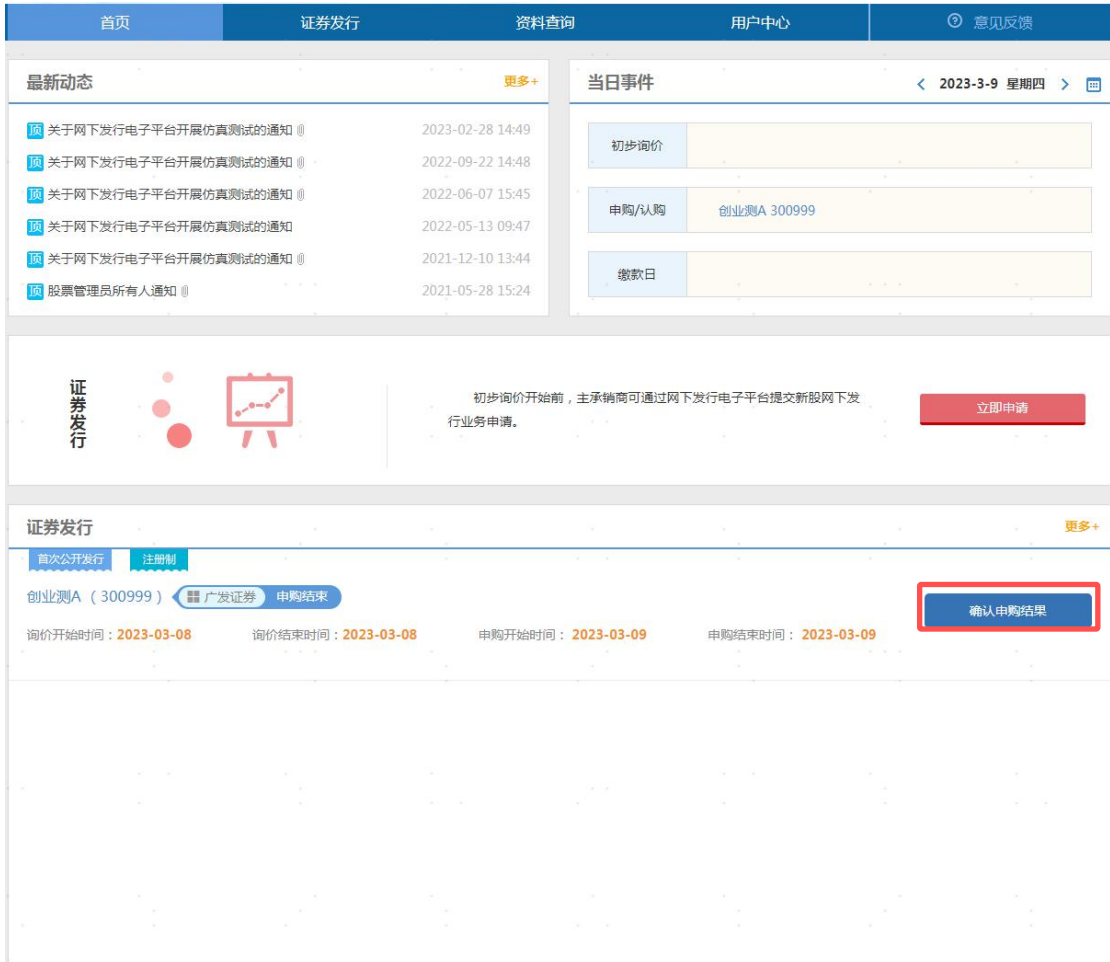 首页 证券发行 资料查询 用户中心 意见反馈
最新动态 更多+
顶 关于网下发行电子平台开展仿真测试的通知 2023-02-28 14:49
顶 关于网下发行电子平台开展仿真测试的通知 2022-09-22 14:48
顶 关于网下发行电子平台开展仿真测试的通知 2022-06-07 15:45
顶 关于网下发行电子平台开展仿真测试的通知 2022-05-13 09:47
顶 关于网下发行电子平台开展仿真测试的通知 2021-12-10 13:44
顶 股票管理员所有人通知 2021-05-28 15:24
当日事件 2023-3-9 星期四
初步询价
申购/认购 创业测A 300999
缴款日
证券发行
初步询价开始前，主承销商可通过网下发行电子平台提交新股网下发
行业务申请。
立即申请
证券发行 更多+
首次公开发行 注册制
创业测A （300999） 广发证券 申购结束
确认申购结果
询价开始时间：2023-03-08 询价结束时间：2023-03-08 申购开始时间： 2023-03-09 申购结束时间： 2023-03-09